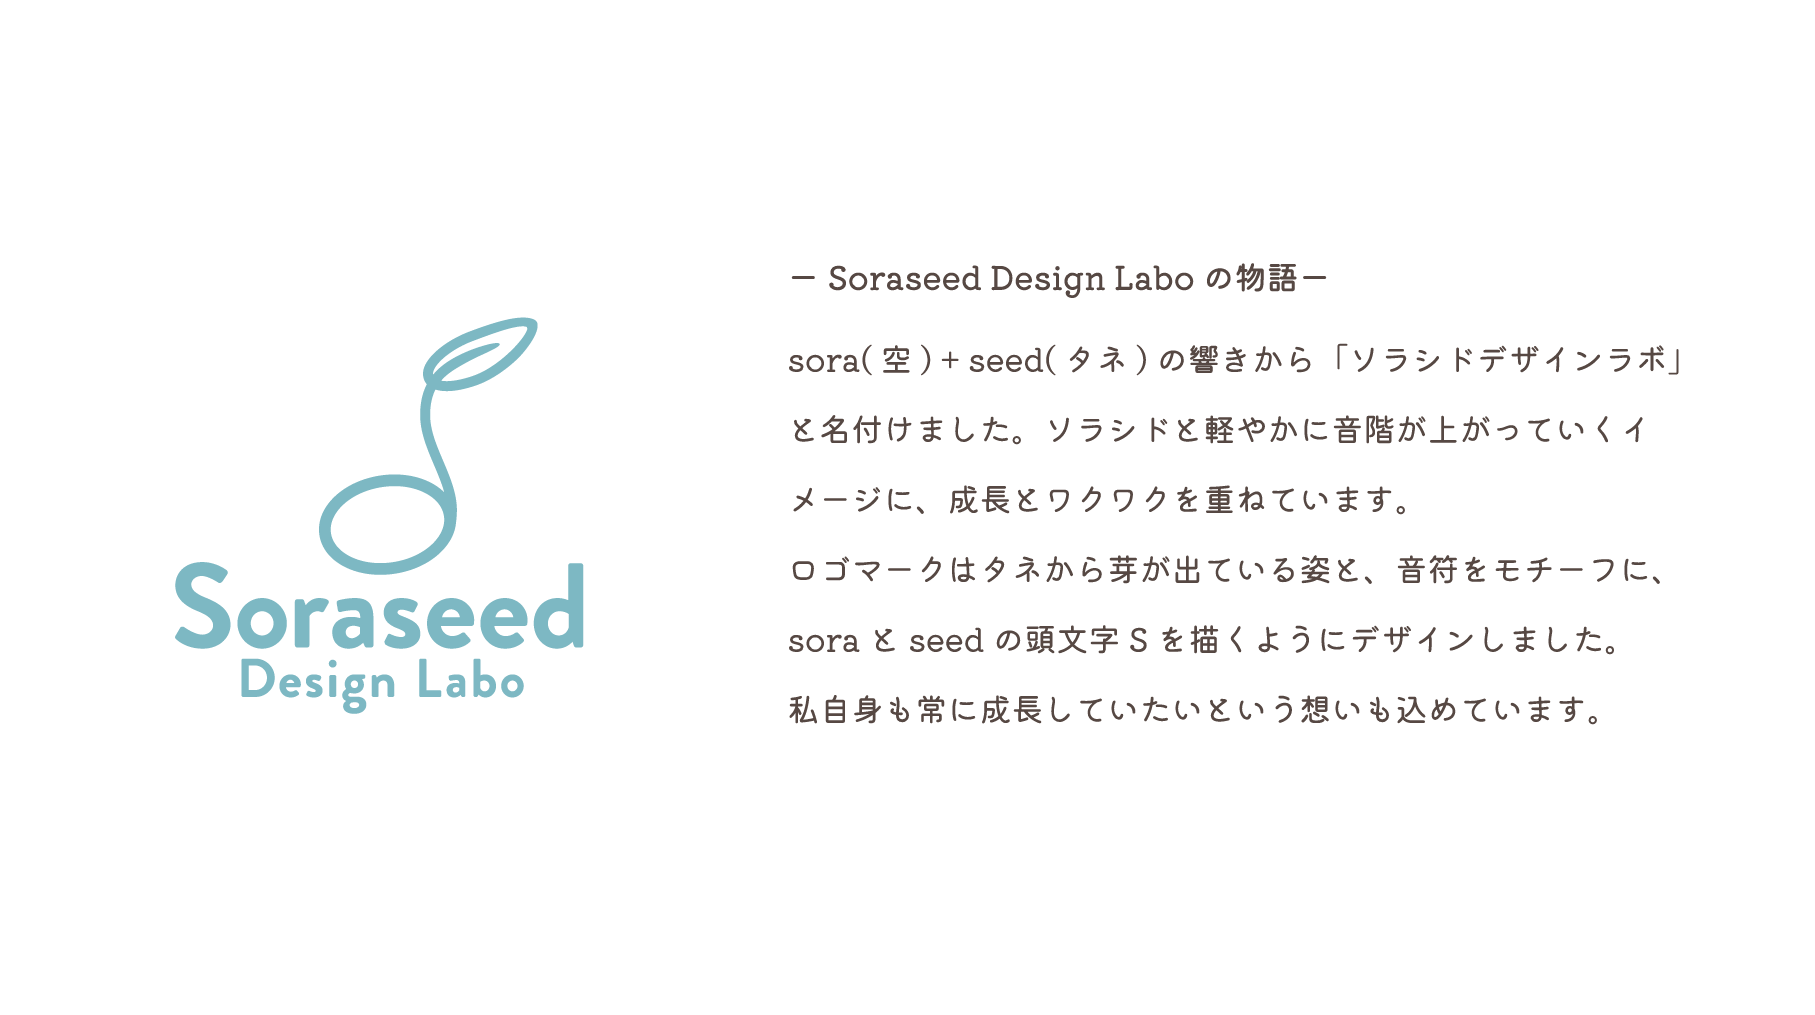 Soraseed
Design Labo
ー Soraseed Design Labo の物語ー
sora( 空 ) + seed( タネ ) の響きから「ソラシドデザインラボ」
と名付けました。ソラシドと軽やかに音階が上がっていくイ
メージに、成長とワクワクを重ねています。
ロゴマークはタネから芽が出ている姿と、音符をモチーフに、
sora と seed の頭文字 S を描くようにデザインしました。
私自身も常に成長していたいという想いも込めています。